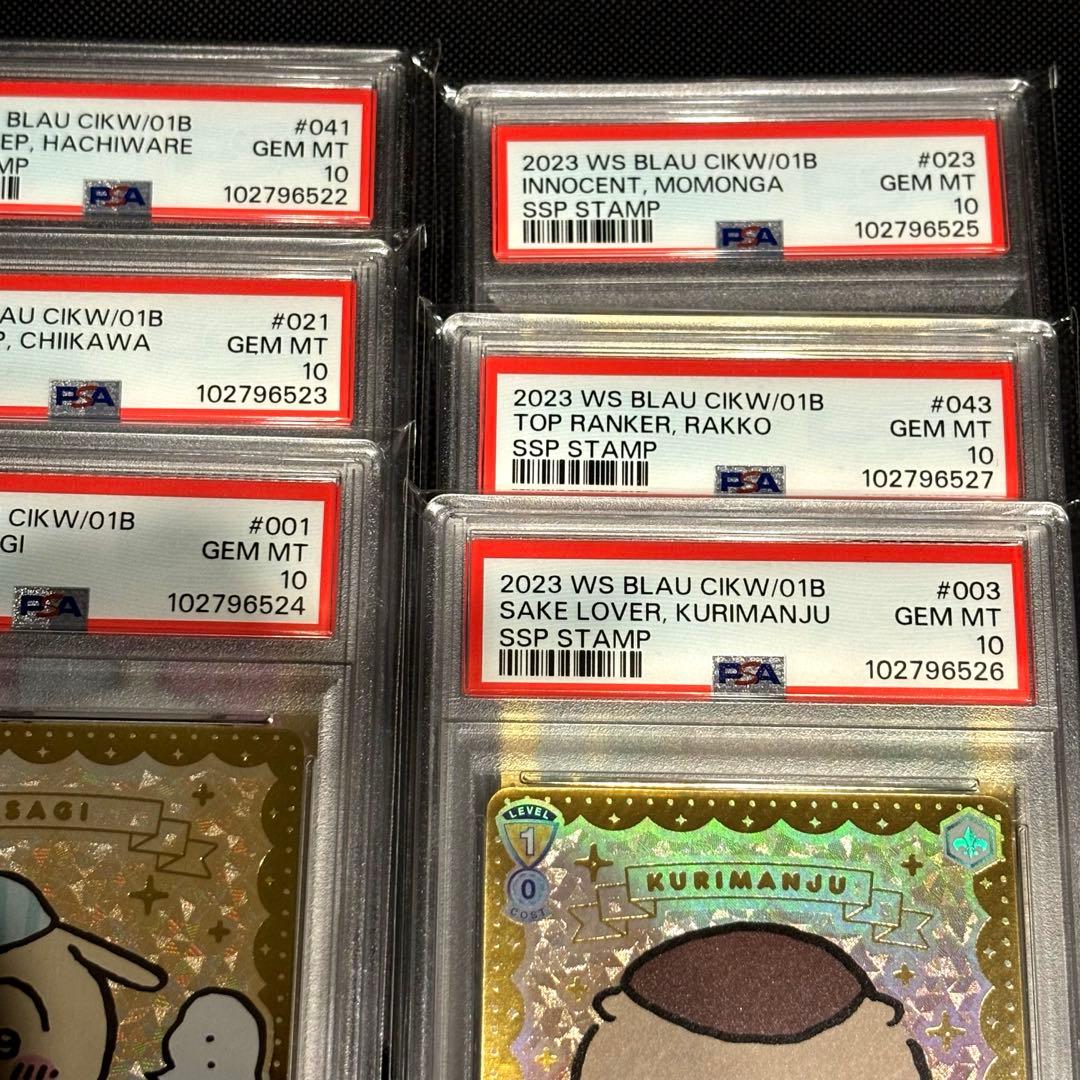 BLAU CIKW/01B #041
EP, HACHIWARE GEM MT
MP 10
PSA 102796522
AU CIKW/01B #021
P, CHIIKAWA GEM MT
10
PSA 102796523
CIKW/01B #001
GI GEM MT
10
PSA 102796524
SAGI
2023 WS BLAU CIKW/01B #023
INNOCENT, MOMONGA GEM MT
SSP STAMP 10
PSA 102796525
2023 WS BLAU CIKW/01B #043
TOP RANKER, RAKKO GEM MT
SSP STAMP 10
PSA 102796527
2023 WS BLAU CIKW/01B #003
SAKE LOVER, KURIMANJU GEM MT
SSP STAMP 10
PSA 102796526
LEVEL
1
0
COST
KURIMANJU